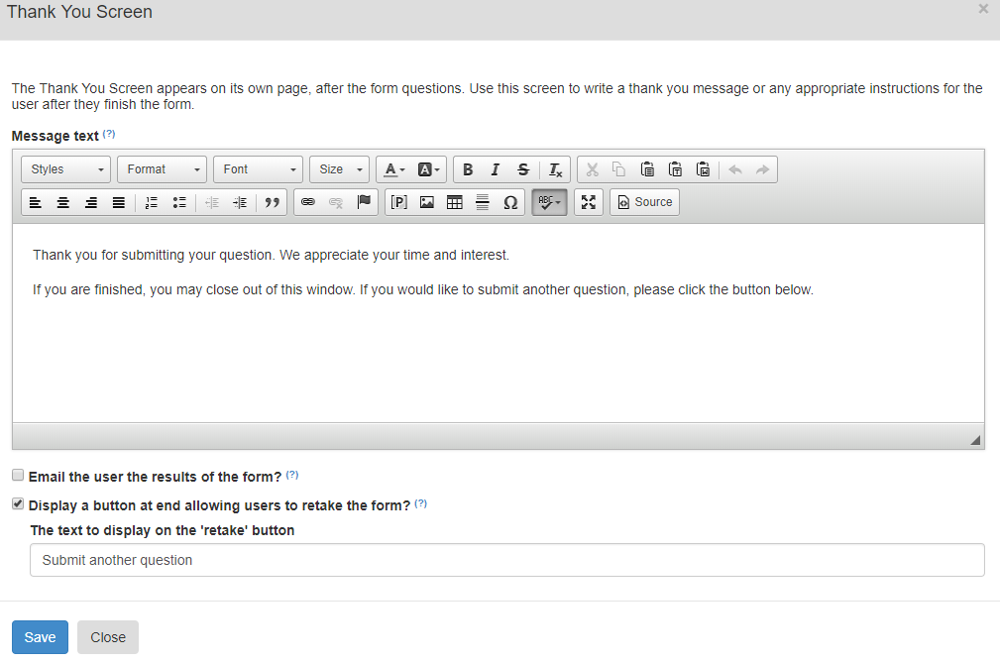 Thank You Screen
×
The Thank You Screen appears on its own page, after the form questions. Use this screen to write a thank you message or any appropriate instructions for the
user after they finish the form.
Message text (?)
Styles Format Font Size A A B I S Tx
[P] Ω ABC Source
Thank you for submitting your question. We appreciate your time and interest.
If you are finished, you may close out of this window. If you would like to submit another question, please click the button below.
Email the user the results of the form? (?)
Display a button at end allowing users to retake the form? (?)
The text to display on the 'retake' button
Submit another question
Save Close